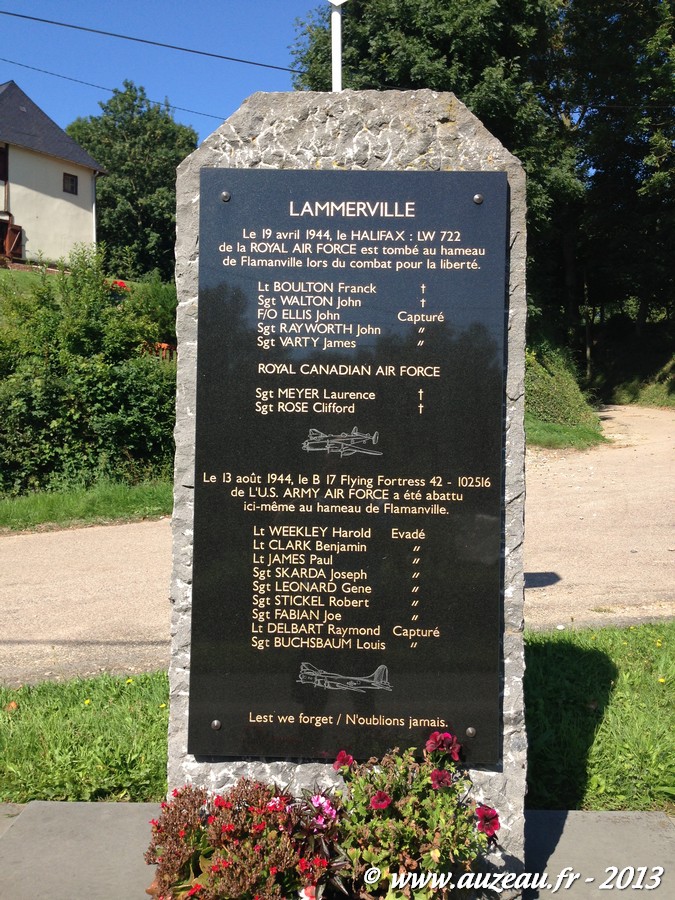 LAMMERVILLE
Le 19 avril 1944, le HALIFAX : LW 722
de la ROYAL AIR FORCE est tombé au hameau
de Flamanville lors du combat pour la liberté.
Lt BOULTON Franck †
Sgt WALTON John †
F/O ELLIS John Capturé
Sgt RAYWORTH John 〃
Sgt VARTY James 〃
ROYAL CANADIAN AIR FORCE
Sgt MEYER Laurence †
Sgt ROSE Clifford †
Le 13 août 1944, le B 17 Flying Fortress 42 - 102516
de L'U.S. ARMY AIR FORCE a été abattu
ici-même au hameau de Flamanville.
Lt WEEKLEY Harold Evadé
Lt CLARK Benjamin 〃
Lt JAMES Paul 〃
Sgt SKARDA Joseph 〃
Sgt LEONARD Gene 〃
Sgt STICKEL Robert 〃
Sgt FABIAN Joe 〃
Lt DELBART Raymond Capturé
Sgt BUCHSBAUM Louis 〃
Lest we forget / N'oublions jamais.
© www.auzeau.fr - 2013